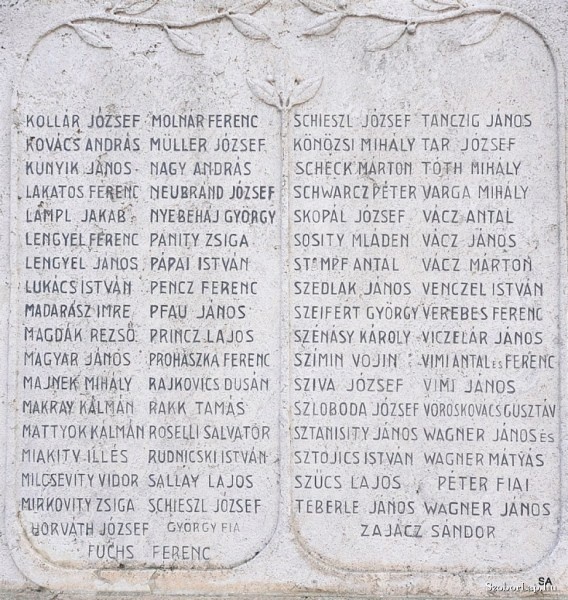 KOLLÁR JÓZSEF
KOVÁCS ANDRÁS
KUNYIK JÁNOS
LAKATOS FERENC
LÁMPL JAKAB
LENGYEL FERENC
LENGYEL JÁNOS
LUKÁCS ISTVÁN
MADARÁSZ IMRE
MAGDÁK REZSŐ
MAGYAR JÁNOS
MAJNEK MIHÁLY
MAKRAY KÁLMÁN
MATTYOK KÁLMÁN
MIAKITY ILLÉS
MILCSEVITY VIDOR
MIRKOVITY ZSIGA
HORVÁTH JÓZSEF
MOLNÁR FERENC
MÜLLER JÓZSEF
NAGY ANDRÁS
NEUBRAND JÓZSEF
NYEBEHÁJ GYÖRGY
PANITY ZSIGA
PÁPAI ISTVÁN
PENCZ FERENC
PFAU JÁNOS
PRINCZ LAJOS
PROHÁSZKA FERENC
RAJKOVICS DUSÁN
RAKK TAMÁS
ROSELLI SALVATÓR
RUDNICSKI ISTVÁN
SALLAY LAJOS
SCHIESZL JÓZSEF
GYÖRGY FIA
FUCHS FERENC
SCHIESZL JÓZSEF
KÖNÖZSI MIHÁLY
SCHECK MÁRTON
SCHWARCZ PÉTER
SKOPÁL JÓZSEF
SOSITY MLÁDEN
ANTAL
SZEDLÁK JÁNOS
SZEIFERT GYÖRGY
SZÉNÁSY KÁROLY
SZIMIN VOJIN
SZIVA JÓZSEF
SZLOBODA JÓZSEF
SZTANISITY JÁNOS
SZTOJICS ISTVÁN
SZŰCS LAJOS
TÉBERLE JÁNOS
TANCZIG JÁNOS
TAR JÓZSEF
TÓTH MIHÁLY
VARGA MIHÁLY
VÁCZ ANTAL
VÁCZ JÁNOS
VÁCZ MÁRTON
VENCZEL ISTVÁN
VEREBES FERENC
VICZELÁR JÁNOS
VIMI ANTAL ÉS FERENC
VIMI JÁNOS
VÖRÖSKOVÁCS GUSZTÁV
WAGNER JÁNOS ÉS
WAGNER MÁTYÁS
PÉTER FIAI
WAGNER JÁNOS
ZAJÁCZ SÁNDOR
SA
SzoborLap.hu